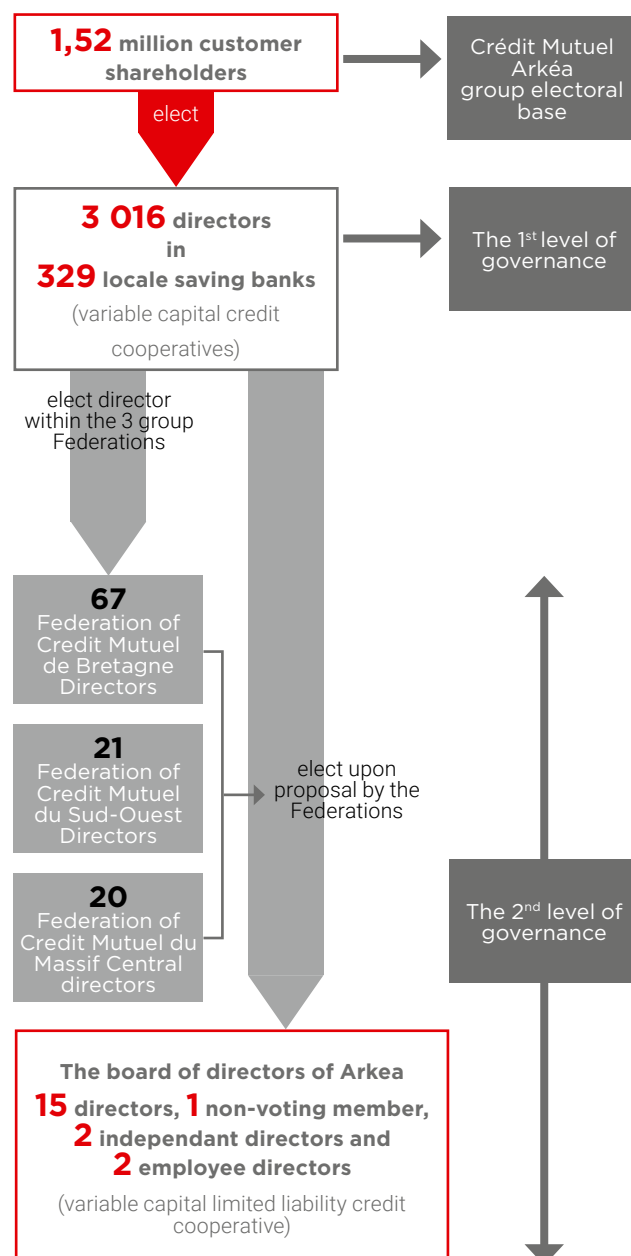 1,52 million customer
shareholders
Crédit Mutuel
Arkéa
group electoral
base
elect
3 016 directors
in
329 locale saving banks
(variable capital credit
cooperatives)
The 1st level of
governance
elect director
within the 3 group
Federations
67
Federation of
Credit Mutuel
de Bretagne
Directors
21
Federation of
Credit Mutuel
du Sud-Ouest
Directors
elect upon
proposal by the
Federations
20
Federation of
Credit Mutuel du
Massif Central
directors
The 2nd level of
governance
The board of directors of Arkea
15 directors, 1 non-voting member,
2 independant directors and
2 employee directors
(variable capital limited liability credit
cooperative)